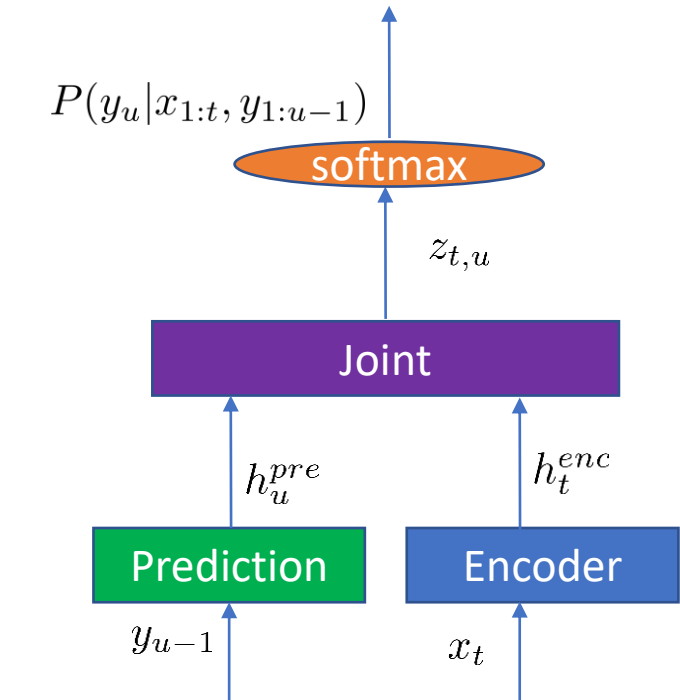 P(y_u|x_{1:t}, y_{1:u-1})
softmax
z_{t,u}
Joint
h_u^{pre} h_t^{enc}
Prediction Encoder
y_{u-1} x_t